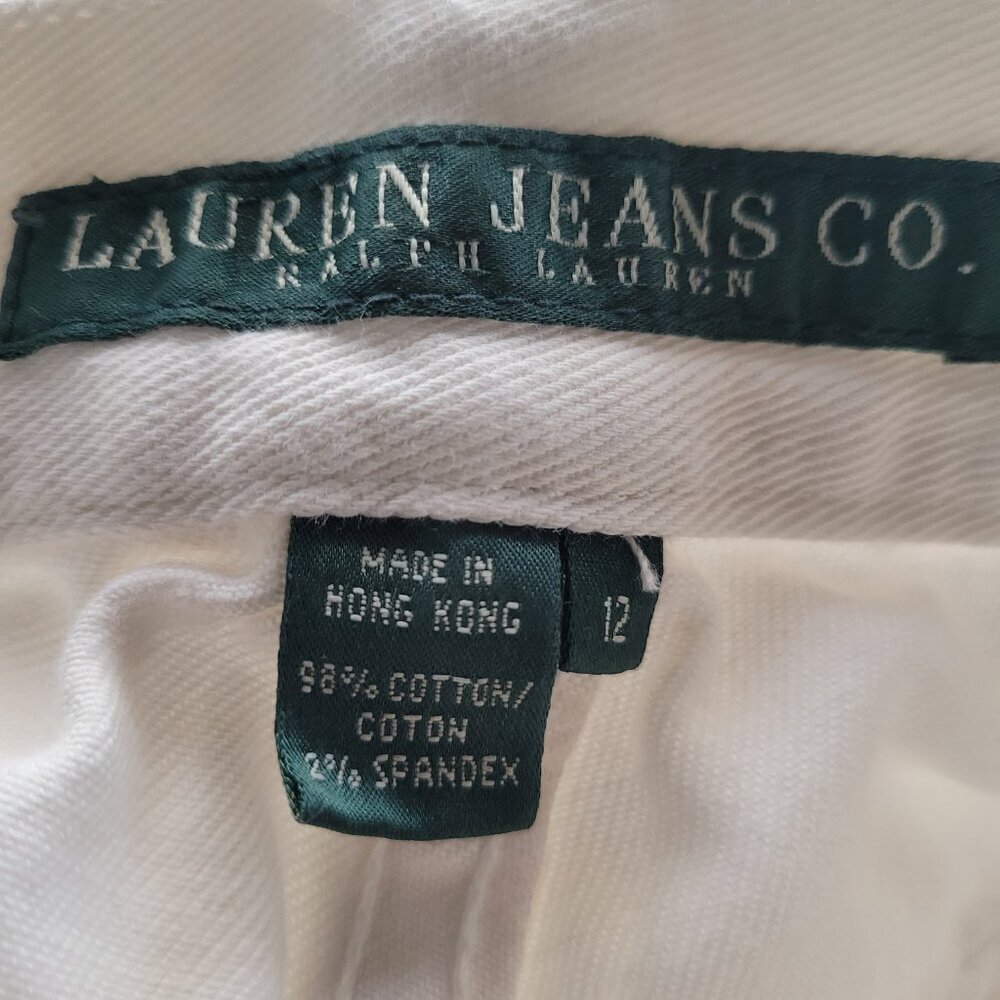 LAUREN JEANS CO.
RALPH LAUREN
MADE IN
HONG KONG
12
98% COTTON/
COTON
2% SPANDEX